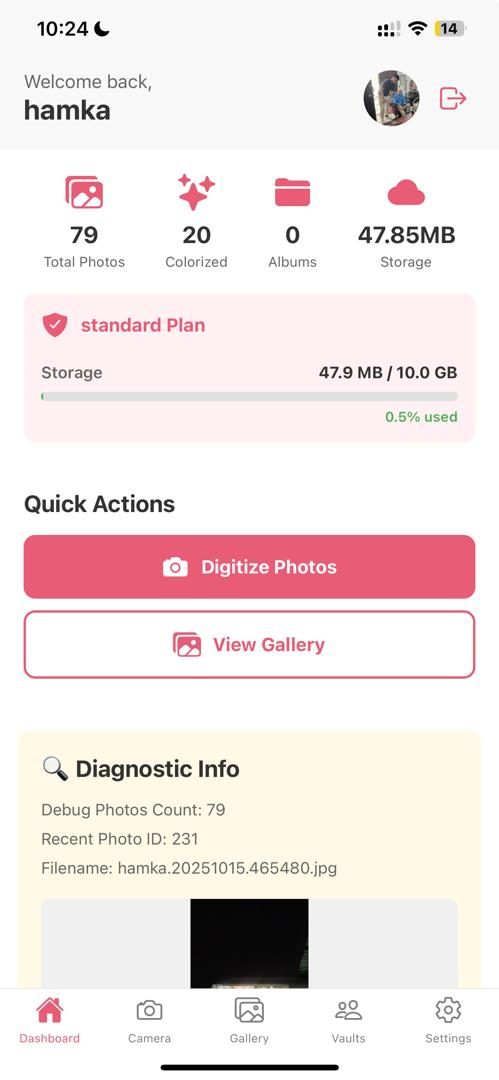 10:24
14
Welcome back,
hamka
79
20
0
47.85MB
Total Photos
Colorized
Albums
Storage
standard Plan
Storage
47.9 MB / 10.0 GB
0.5% used
Quick Actions
Digitize Photos
View Gallery
Diagnostic Info
Debug Photos Count: 79
Recent Photo ID: 231
Filename: hamka.20251015.465480.jpg
Dashboard
Camera
Gallery
Vaults
Settings